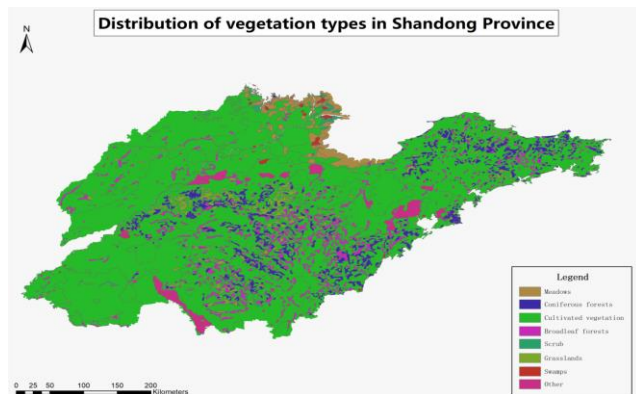 Distribution of vegetation types in Shandong Province
N
Legend
Meadows
Coniferous forests
Cultivated vegetation
Broadleaf forests
Scrub
Grasslands
Swamps
Other
0 25 50 100 150 200
Kilometers